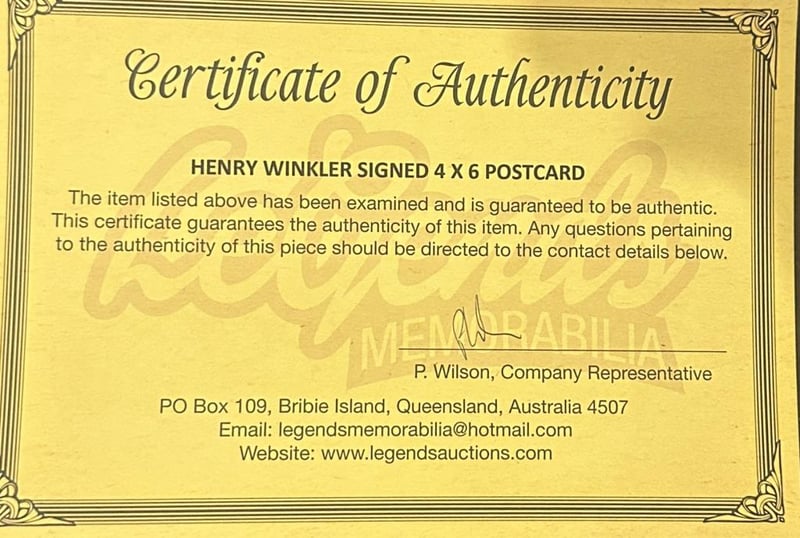 Certificate of Authenticity
HENRY WINKLER SIGNED 4 X 6 POSTCARD
The item listed above has been examined and is guaranteed to be authentic.
This certificate guarantees the authenticity of this item. Any questions pertaining
to the authenticity of this piece should be directed to the contact details below.
Legends
MEMORABILIA
P. Wilson, Company Representative
PO Box 109, Bribie Island, Queensland, Australia 4507
Email: legendsmemorabilia@hotmail.com
Website: www.legendsauctions.com